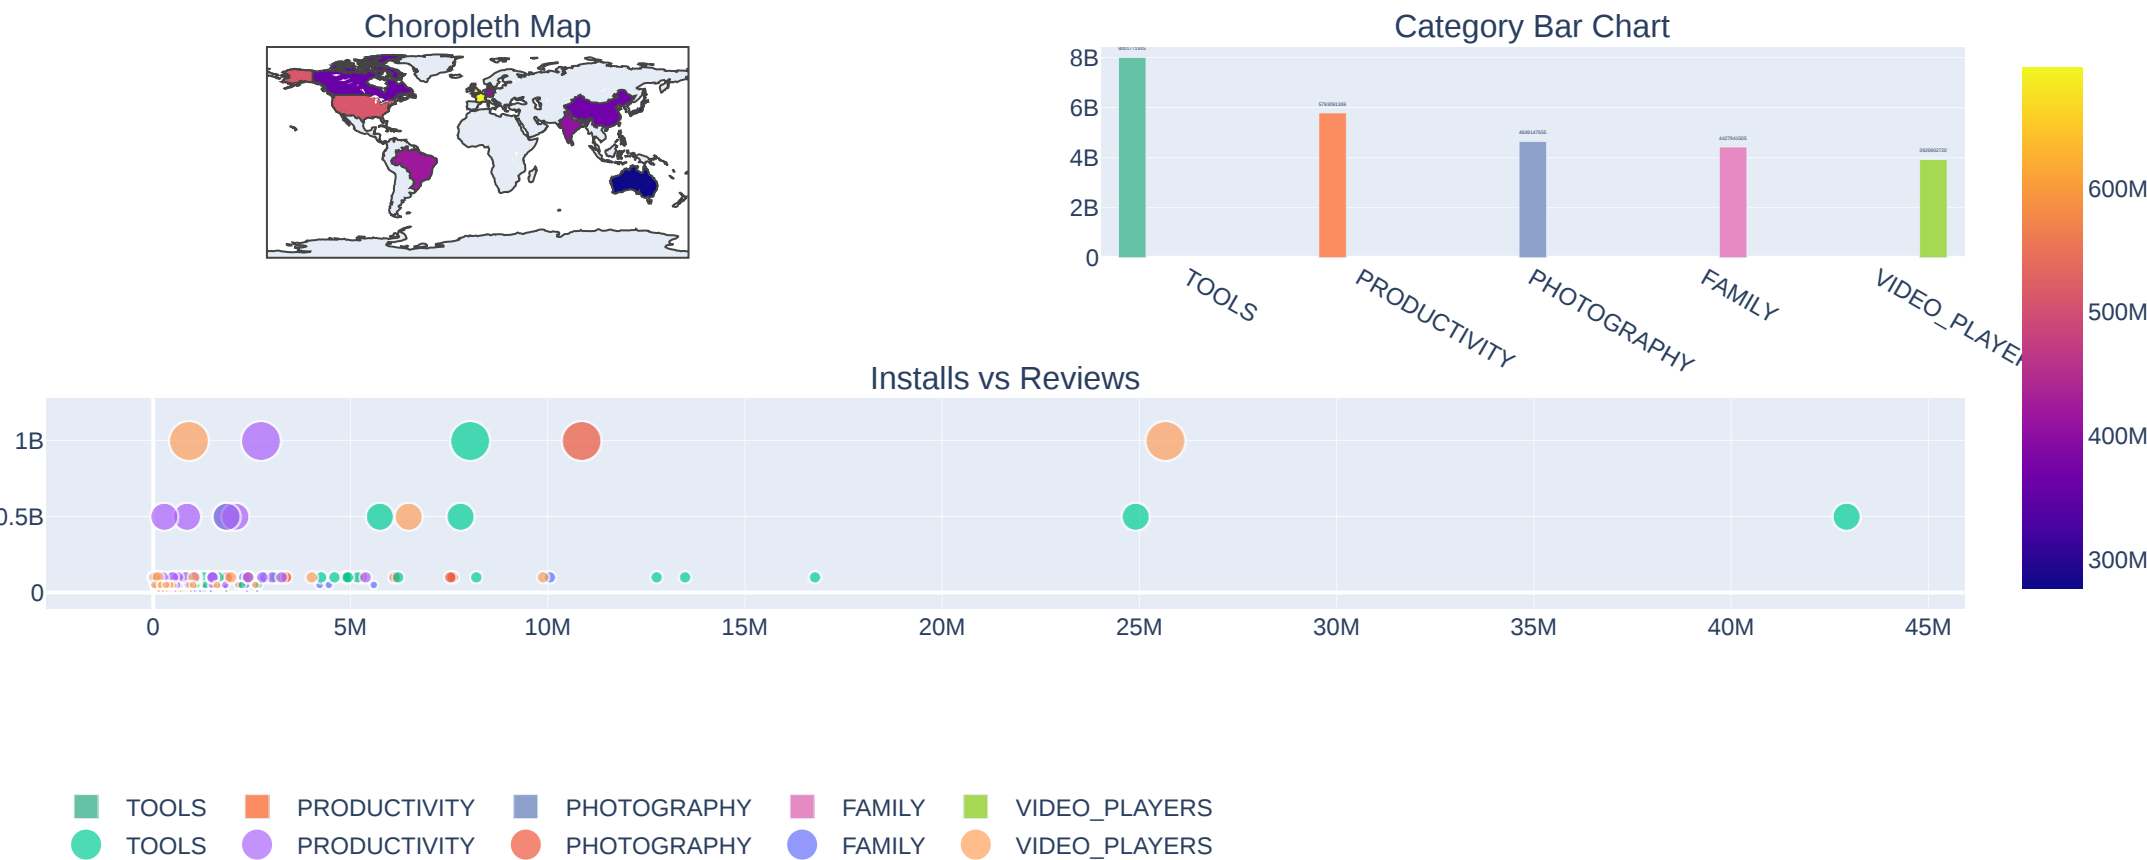 Choropleth Map
Category Bar Chart
8B
6B
4B
2B
0
TOOLS
PRODUCTIVITY
PHOTOGRAPHY
FAMILY
600M
500M
400M
300M
Installs vs Reviews
1B
0.5B
0
0
5M
10M
15M
20M
25M
30M
35M
40M
45M
TOOLS PRODUCTIVITY PHOTOGRAPHY FAMILY VIDEO_PLAYERS
TOOLS PRODUCTIVITY PHOTOGRAPHY FAMILY VIDEO_PLAYERS